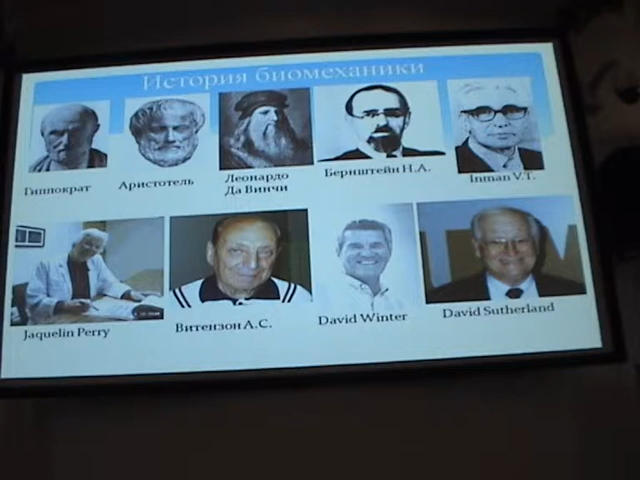 История биомеханики
Гиппократ
Аристотель
Леонардо
Да Винчи
Бернштейн Н.А.
Inman V.T.
Jaquelin Perry
Витензон А.С.
David Winter
David Sutherland